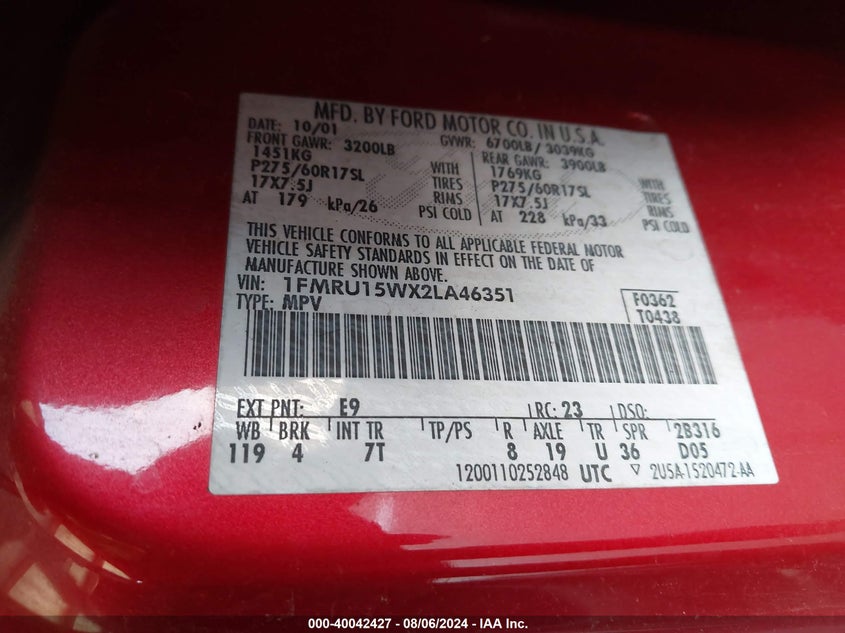 MFD. BY FORD MOTOR CO. IN U.S.A.
DATE: 10/01 GVWR: 6700LB/ 3039KG
FRONT GAWR: 3200LB REAR GAWR: 3900LB
1451KG WITH 1769KG WITH
P275/60R17SL TIRES P275/60R17SL TIRES
17X7.5J RIMS 17X7.5J RIMS
AT 179 kPa/26 PSI COLD AT 228 kPa/33 PSI COLD
THIS VEHICLE CONFORMS TO ALL APPLICABLE FEDERAL MOTOR
VEHICLE SAFETY STANDARDS IN EFFECT ON THE DATE OF
MANUFACTURE SHOWN ABOVE.
VIN: 1FMRU15WX2LA46351 F0362
TYPE: MPV T0438
EXT PNT: E9 RC: 23 DSO:
WB BRK INT TR TP/PS R AXLE TR SPR 2B316
119 4 7T 8 19 U 36 D05
1200110252848 UTC ▽ 2U5A-1520472-AA
000-40042427 - 08/06/2024 - IAA Inc.